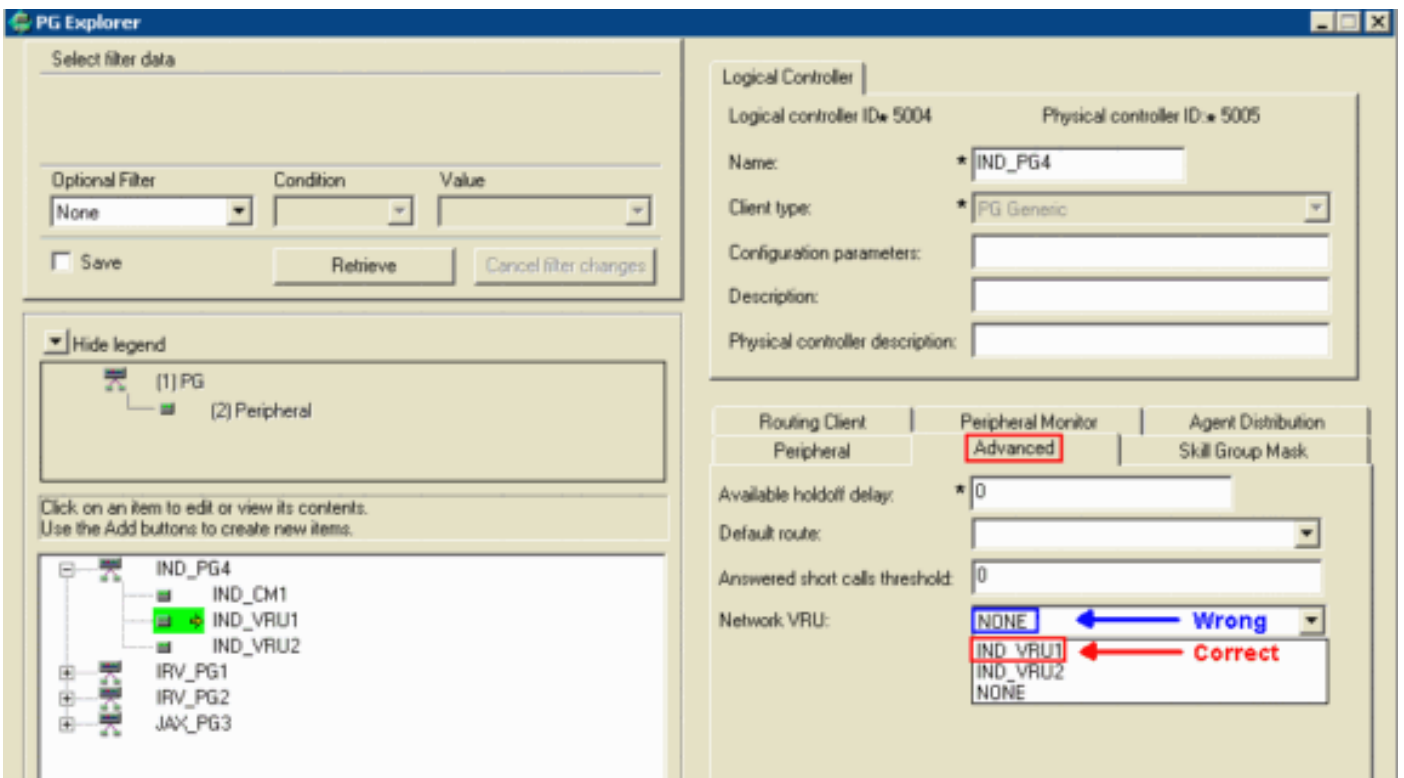 PG Explorer
Select filter data
Optional Filter Condition Value
None
Save Retrieve Cancel filter changes
Hide legend
(1) PG
(2) Peripheral
Click on an item to edit or view its contents.
Use the Add buttons to create new items.
IND_PG4
IND_CM1
IND_VRU1
IND_VRU2
IRV_PG1
IRV_PG2
JAX_PG3
Logical Controller
Logical controller ID* 5004 Physical controller ID:* 5005
Name: * IND_PG4
Client type: * PG Generic
Configuration parameters:
Description:
Physical controller description:
Routing Client Peripheral Monitor Agent Distribution
Peripheral Advanced Skill Group Mask
Available holdoff delay: * 0
Default route:
Answered short calls threshold: 0
Network VRU: NONE Wrong
IND_VRU1 Correct
IND_VRU2
NONE